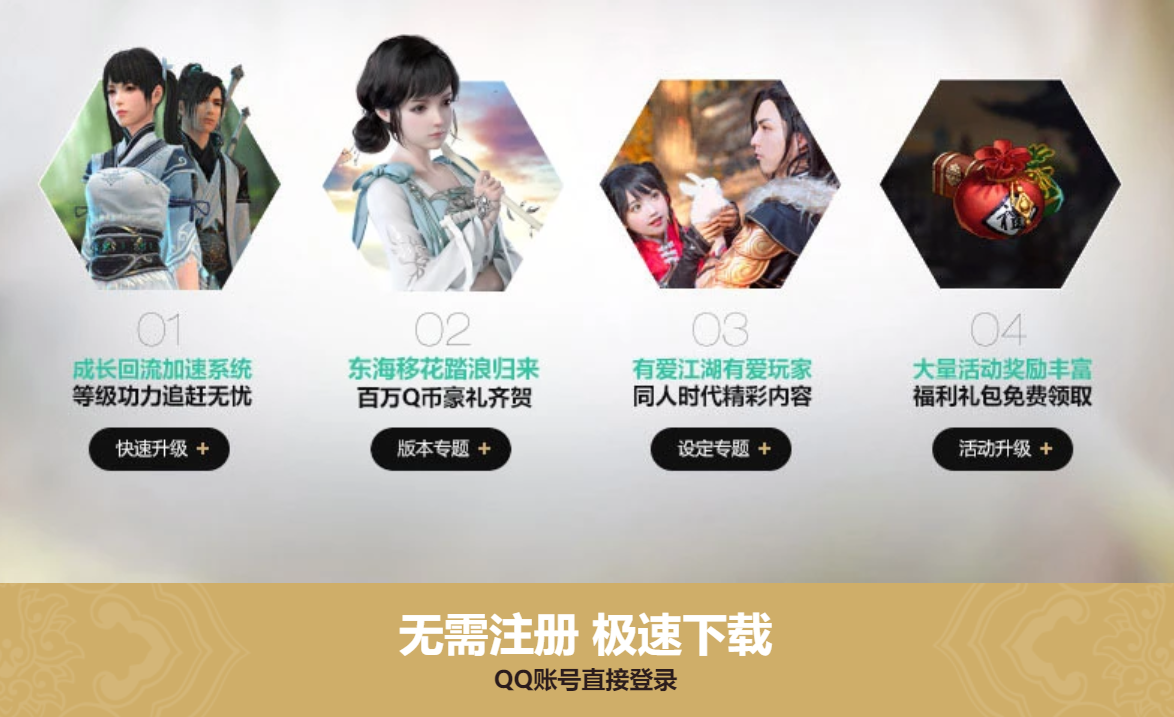 01
成长回流加速系统
等级功力追赶无忧
快速升级 +
02
东海移花踏浪归来
百万Q币豪礼齐贺
版本专题 +
03
有爱江湖有爱玩家
同人时代精彩内容
设定专题 +
04
大量活动奖励丰富
福利礼包免费领取
活动升级 +
无需注册 极速下载
QQ账号直接登录